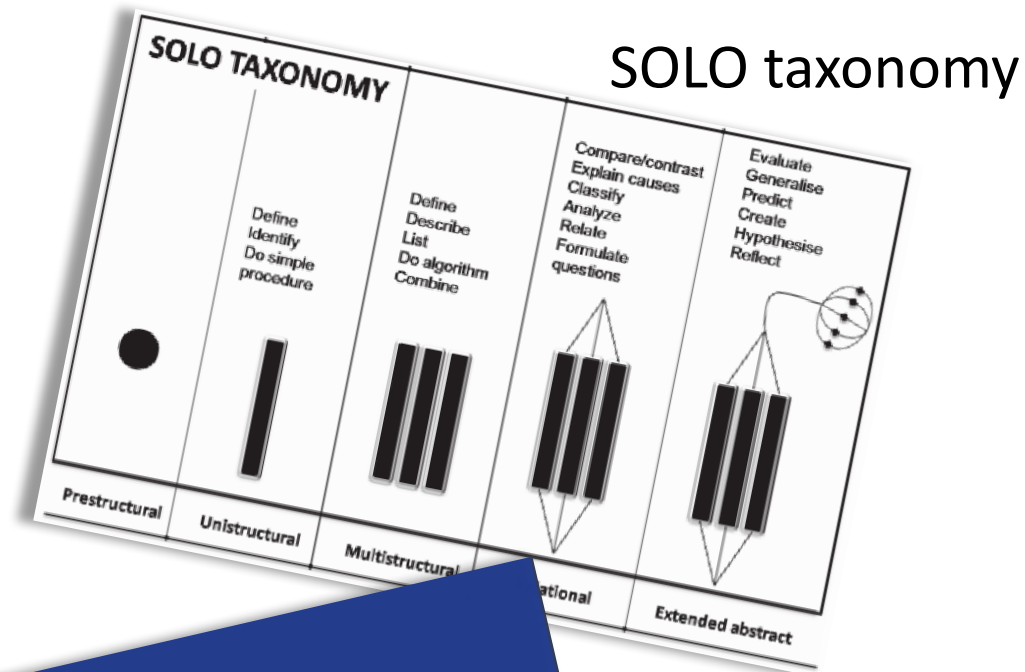 SOLO taxonomy
SOLO TAXONOMY
Define
Identify
Do simple
procedure
Define
Describe
List
Do algorithm
Combine
Compare/contrast
Explain causes
Classify
Analyze
Relate
Formulate
questions
Evaluate
Generalise
Predict
Create
Hypothesise
Reflect
Prestructural
Unistructural
Multistructural
ational
Extended abstract